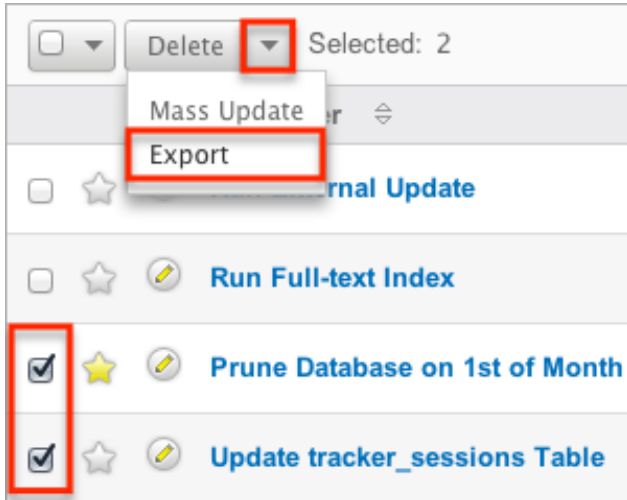 Delete Selected: 2
Mass Update r
Export
rnal Update
Run Full-text Index
Prune Database on 1st of Month
Update tracker_sessions Table